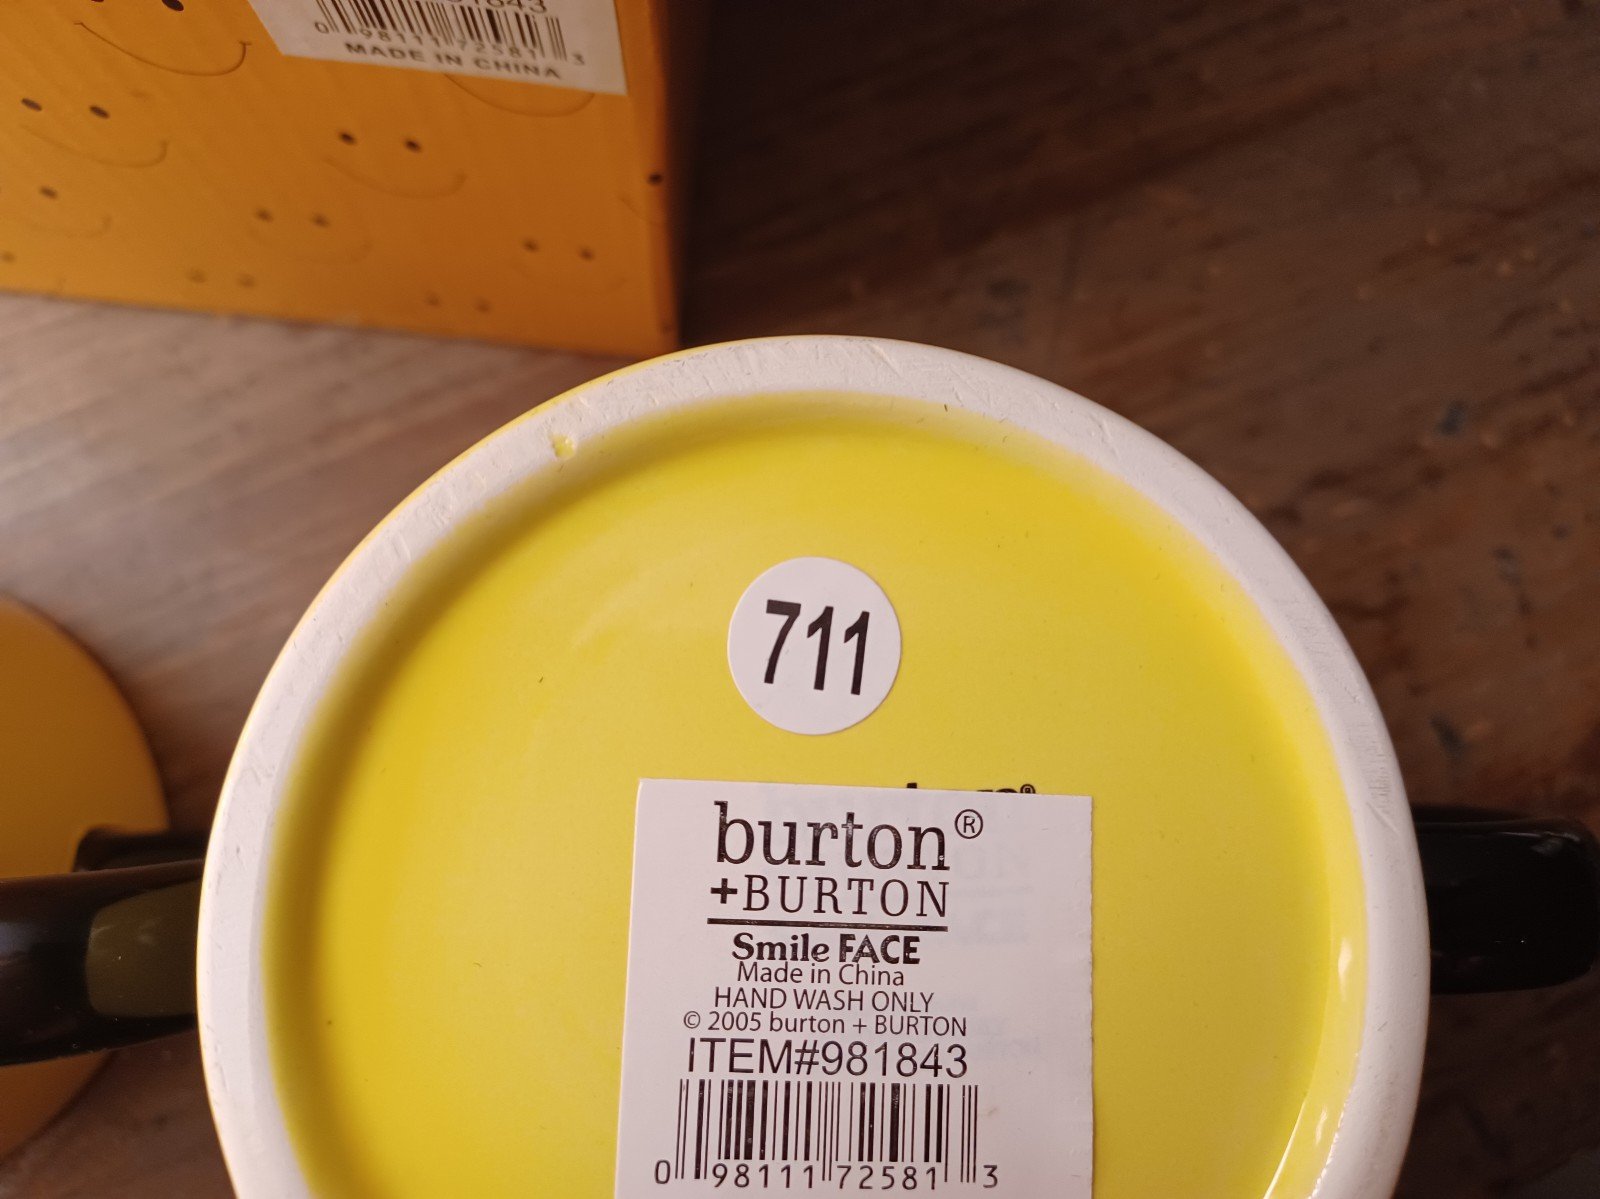 0 98111 72581 3
MADE IN CHINA
711
burton®
+BURTON
Smile FACE
Made in China
HAND WASH ONLY
© 2005 burton + BURTON
ITEM#981843
0 98111 72581 3